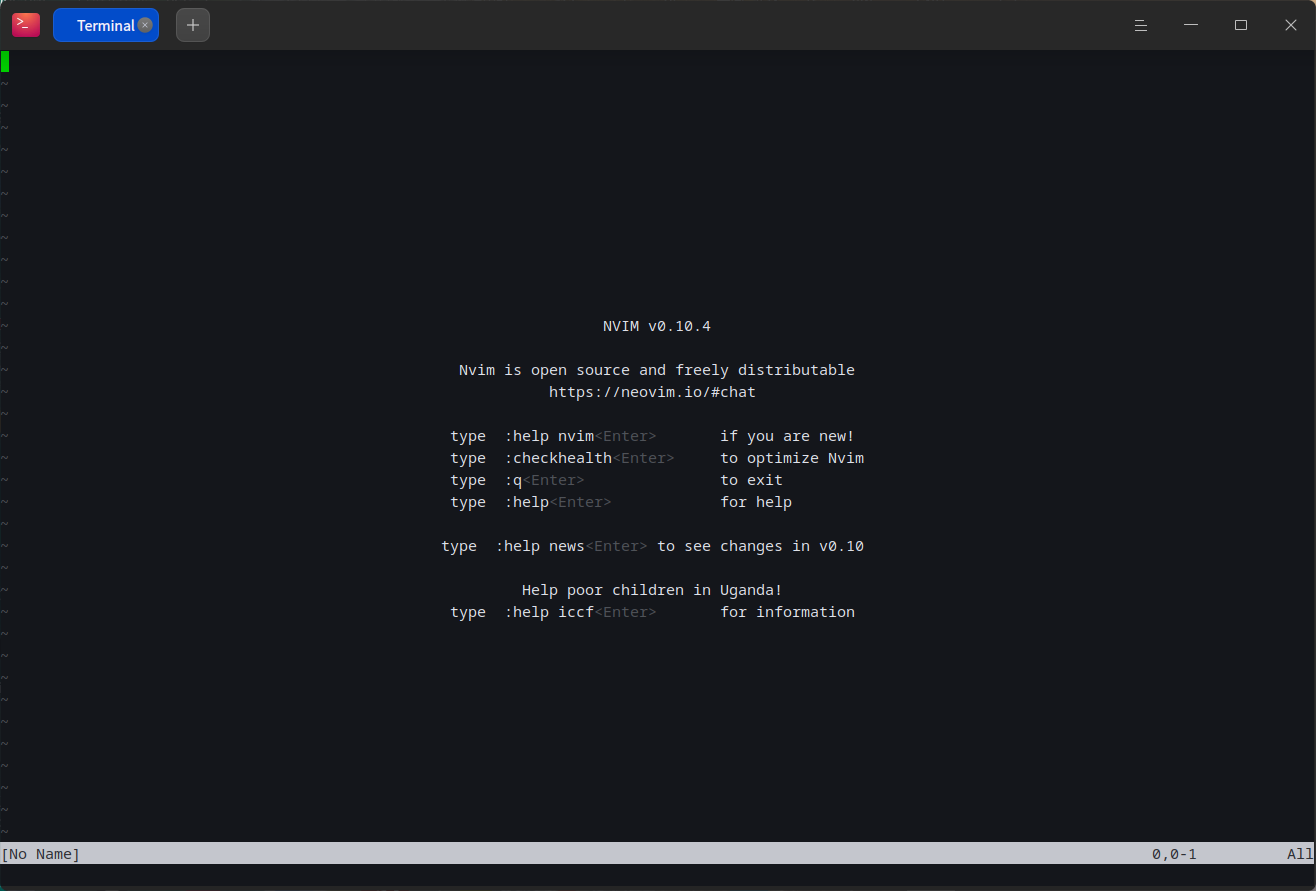 >_ Terminal
~
~
~
~
~
~
~
~
~
~
~
~ NVIM v0.10.4
~
~ Nvim is open source and freely distributable
~ https://neovim.io/#chat
~
~ type  :help nvim<Enter>       if you are new!
~ type  :checkhealth<Enter>     to optimize Nvim
~ type  :q<Enter>               to exit
~ type  :help<Enter>            for help
~
~ type  :help news<Enter> to see changes in v0.10
~
~ Help poor children in Uganda!
~ type  :help iccf<Enter>       for information
~
~
~
~
~
~
~
~
~
~
[No Name] 0,0-1 All